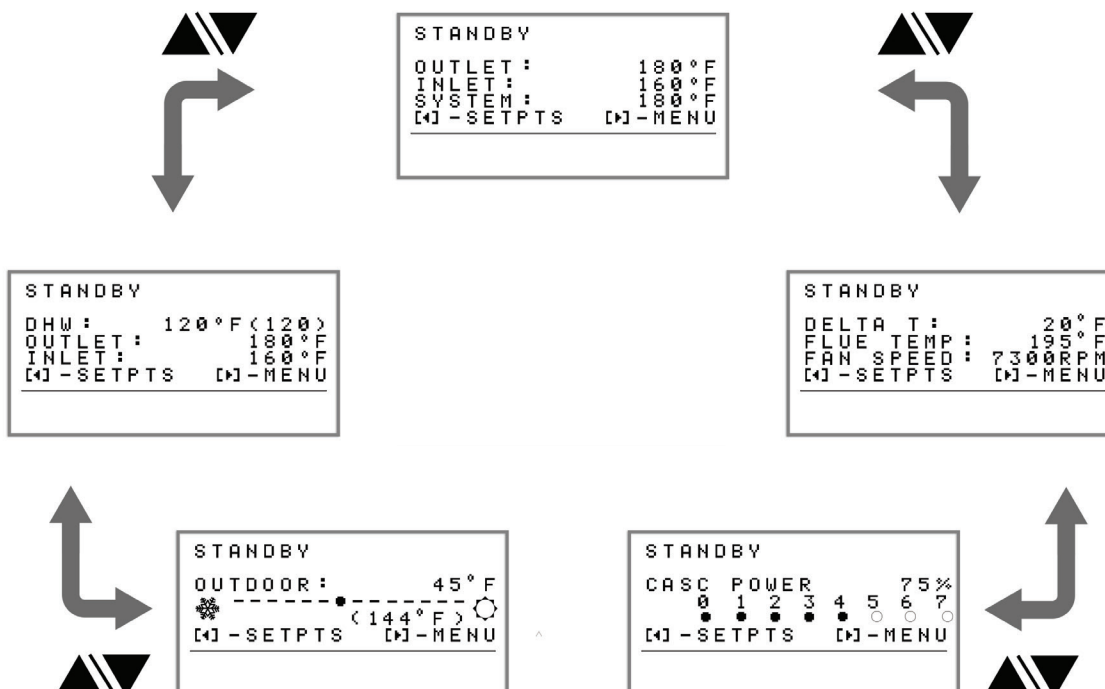 STANDBY
OUTLET: 180°F
INLET: 160°F
SYSTEM: 180°F
[◂]-SETPTS [▸]-MENU
STANDBY
DHW: 120°F(120)
OUTLET: 180°F
INLET: 160°F
[◂]-SETPTS [▸]-MENU
STANDBY
DELTA T: 20°F
FLUE TEMP: 195°F
FAN SPEED: 7300RPM
[◂]-SETPTS [▸]-MENU
STANDBY
OUTDOOR: 45°F
(144°F)
[◂]-SETPTS [▸]-MENU
STANDBY
CASC POWER 75%
0 1 2 3 4 5 6 7
[◂]-SETPTS [▸]-MENU